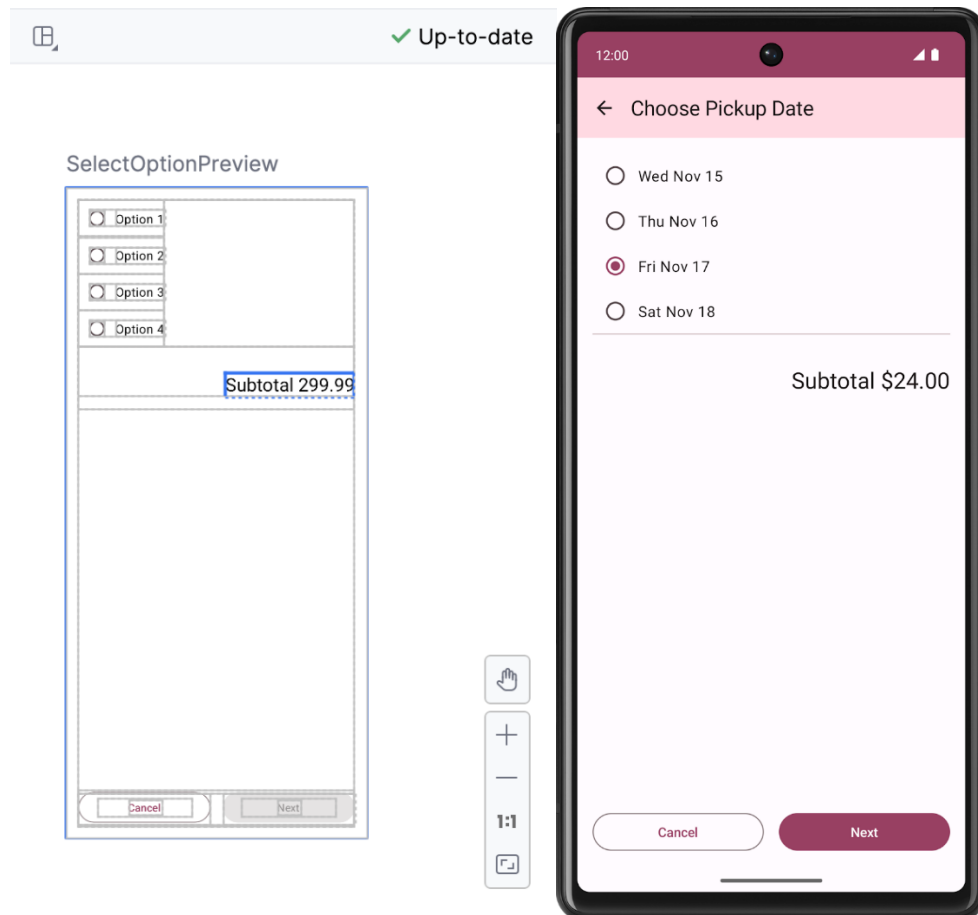 Up-to-date
SelectOptionPreview
Option 1
Option 2
Option 3
Option 4
Subtotal 299.99
Cancel
Next
1:1
12:00
Choose Pickup Date
Wed Nov 15
Thu Nov 16
Fri Nov 17
Sat Nov 18
Subtotal $24.00
Cancel
Next